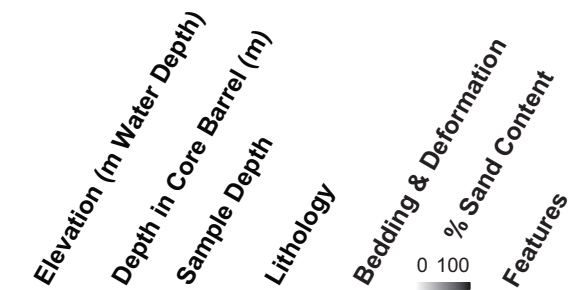 Elevation (m Water Depth)
Depth in Core Barrel (m)
Sample Depth
Lithology
Bedding & Deformation
% Sand Content
0 100
Features